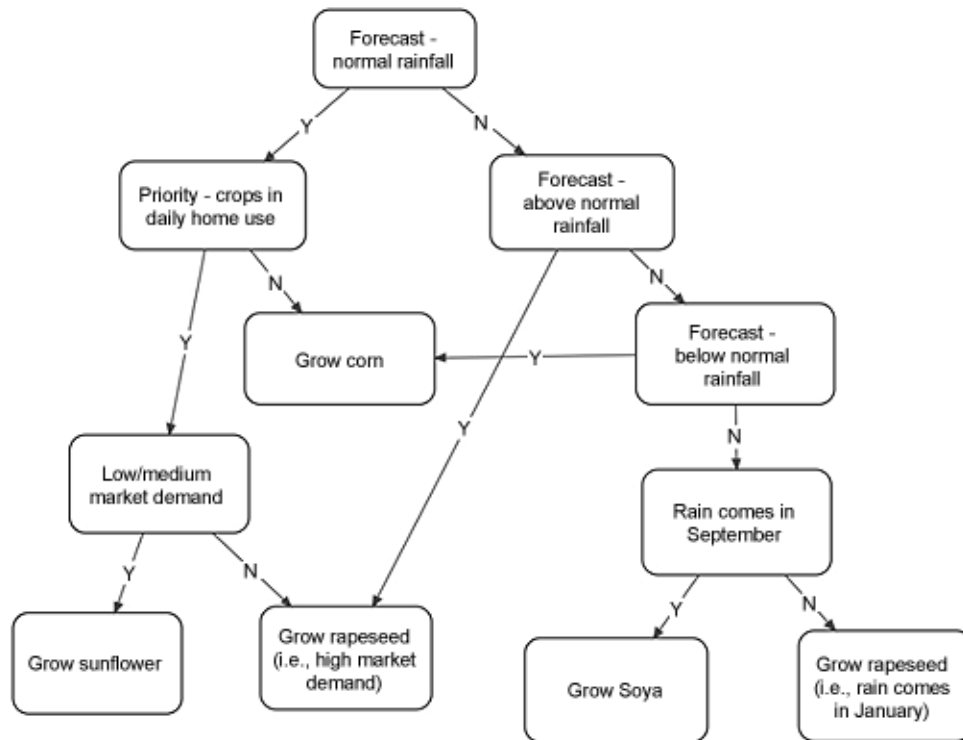 Forecast -
normal rainfall
Y
N
Priority - crops in
daily home use
Forecast -
above normal
rainfall
N
N
Y
Grow corn
Y
Forecast -
below normal
rainfall
Y
N
Low/medium
market demand
Rain comes in
September
Y
N
Y
N
Grow sunflower
Grow rapeseed
(i.e., high market
demand)
Grow Soya
Grow rapeseed
(i.e., rain comes
in January)